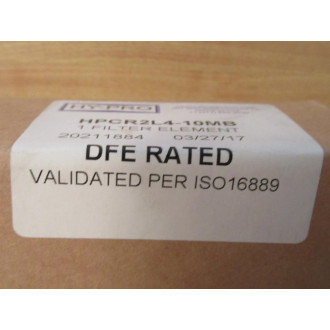 HY-PRO
HPCR2L4-10MB
1 FILTER ELEMENT
20211884 03/27/17
DFE RATED
VALIDATED PER ISO16889